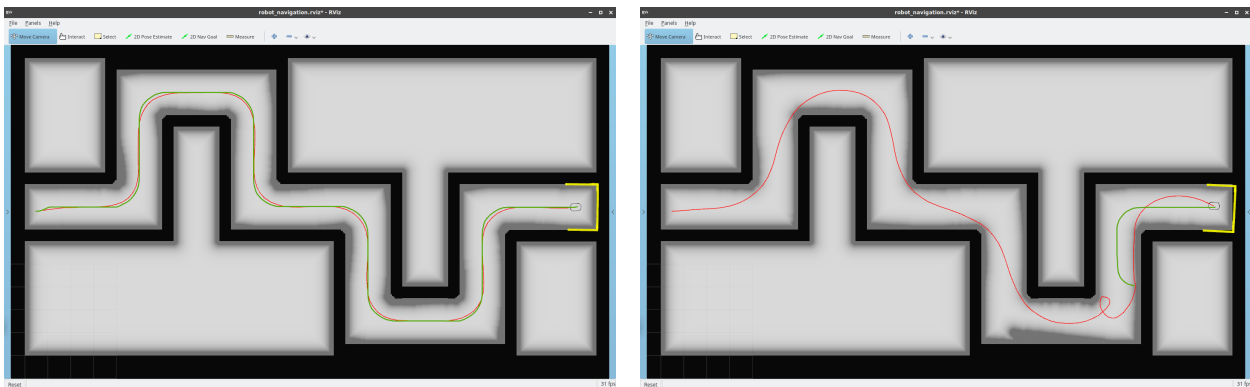 robot_navigation.rviz* - RViz
File Panels Help
Move Camera Interact Select 2D Pose Estimate 2D Nav Goal Measure
Reset 31 fps
robot_navigation.rviz* - RViz
File Panels Help
Move Camera Interact Select 2D Pose Estimate 2D Nav Goal Measure
Reset 31 fps